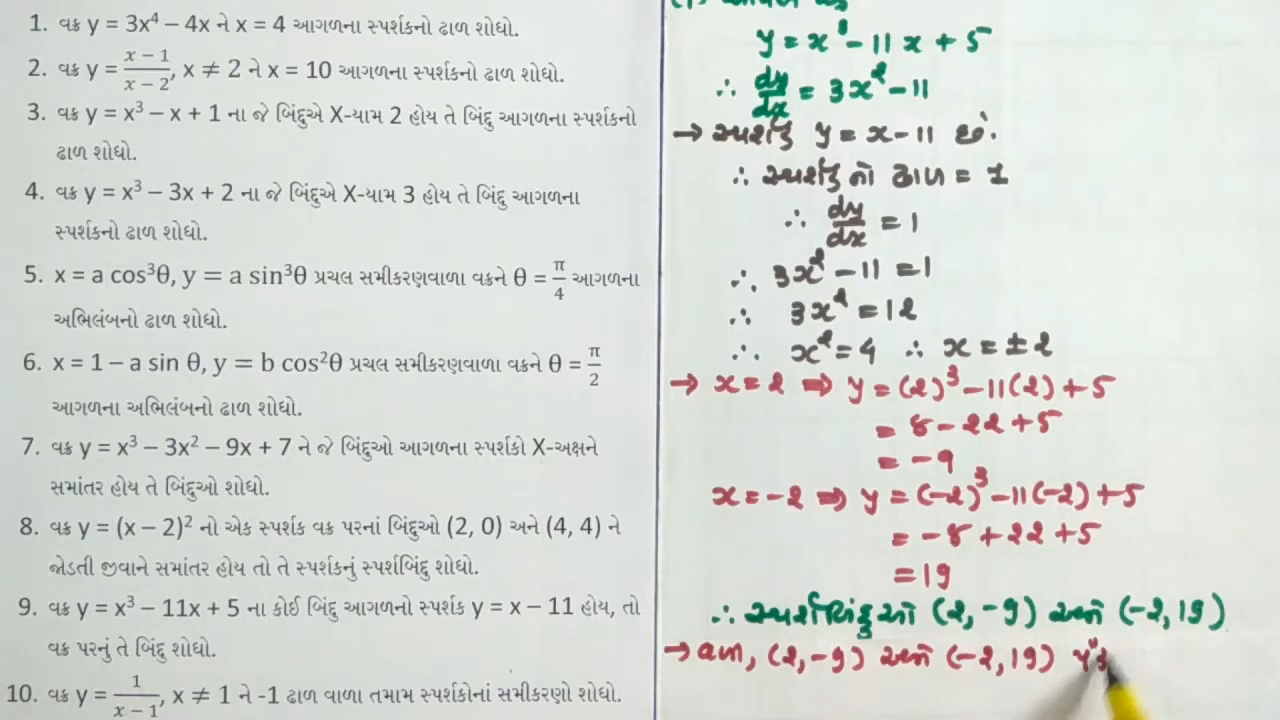 1. વક્ર y = 3x⁴ – 4x ને x = 4 આગળના સ્પર્શકનો ઢાળ શોધો.
2. વક્ર y = (x − 1)/(x − 2), x ≠ 2 ને x = 10 આગળના સ્પર્શકનો ઢાળ શોધો.
3. વક્ર y = x³ – x + 1 ના જે બિંદુએ X-યામ 2 હોય તે બિંદુ આગળના સ્પર્શકનો
ઢાળ શોધો.
4. વક્ર y = x³ – 3x + 2 ના જે બિંદુએ X-યામ 3 હોય તે બિંદુ આગળના
સ્પર્શકનો ઢાળ શોધો.
5. x = a cos³θ, y = a sin³θ પ્રચલ સમીકરણવાળા વક્રને θ = π/4 આગળના
અભિલંબનો ઢાળ શોધો.
6. x = 1 – a sin θ, y = b cos²θ પ્રચલ સમીકરણવાળા વક્રને θ = π/2
આગળના અભિલંબનો ઢાળ શોધો.
7. વક્ર y = x³ – 3x² – 9x + 7 ને જે બિંદુઓ આગળના સ્પર્શકો X-અક્ષને
સમાંતર હોય તે બિંદુઓ શોધો.
8. વક્ર y = (x – 2)² નો એક સ્પર્શક વક્ર પરનાં બિંદુઓ (2, 0) અને (4, 4) ને
જોડતી જીવાને સમાંતર હોય તો તે સ્પર્શકનું સ્પર્શબિંદુ શોધો.
9. વક્ર y = x³ – 11x + 5 ના કોઈ બિંદુ આગળનો સ્પર્શક y = x – 11 હોય, તો
વક્ર પરનું તે બિંદુ શોધો.
10. વક્ર y = 1/(x − 1), x ≠ 1 ને -1 ઢાળ વાળા તમામ સ્પર્શકોનાં સમીકરણો શોધો.
y = x³ – 11x + 5
∴ dy/dx = 3x² – 11
→ સ્પર્શક y = x – 11 છે.
∴ સ્પર્શક નો ઢાળ = 1
∴ dy/dx = 1
∴ 3x² – 11 = 1
∴ 3x² = 12
∴ x² = 4 ∴ x = ±2
→ x = 2 ⇒ y = (2)³ – 11(2) + 5
= 8 – 22 + 5
= –9
x = –2 ⇒ y = (–2)³ – 11(–2) + 5
= –8 + 22 + 5
= 19
∴ સ્પર્શબિંદુઓ (2, –9) અને (–2, 19)
→ વળી, (2, –9) અને (–2, 19)